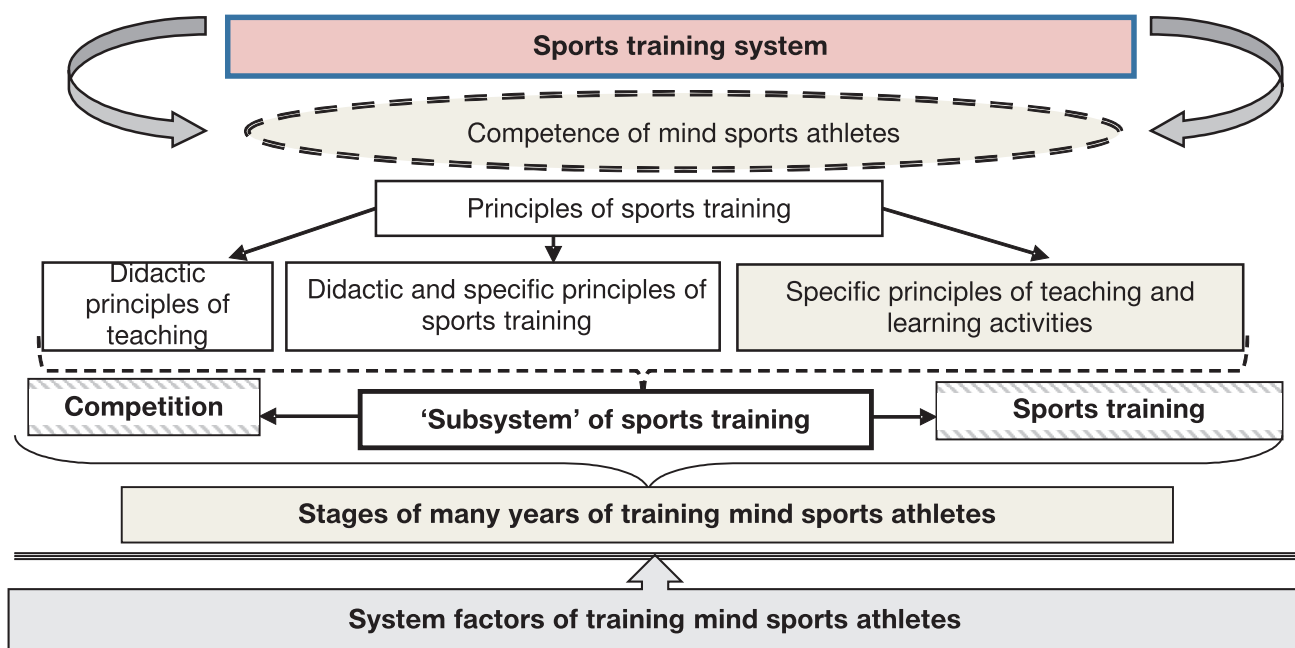 Sports training system
Competence of mind sports athletes
Principles of sports training
Didactic
principles of
teaching
Didactic and specific principles of
sports training
Specific principles of teaching and
learning activities
Competition
‘Subsystem’ of sports training
Sports training
Stages of many years of training mind sports athletes
System factors of training mind sports athletes